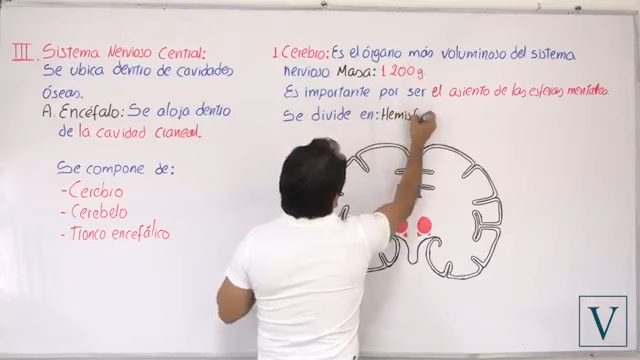 III. Sistema Nervioso Central:
Se ubica dentro de cavidades
óseas.
A. Encéfalo: Se aloja dentro
de la cavidad craneal.
Se compone de:
- Cerebro
- Cerebelo
- Tronco encefálico
1. Cerebro: Es el órgano más voluminoso del sistema
nervioso Masa: 1 200g.
Es importante por ser el asiento de las esferas mentales.
Se divide en: Hemisf
V